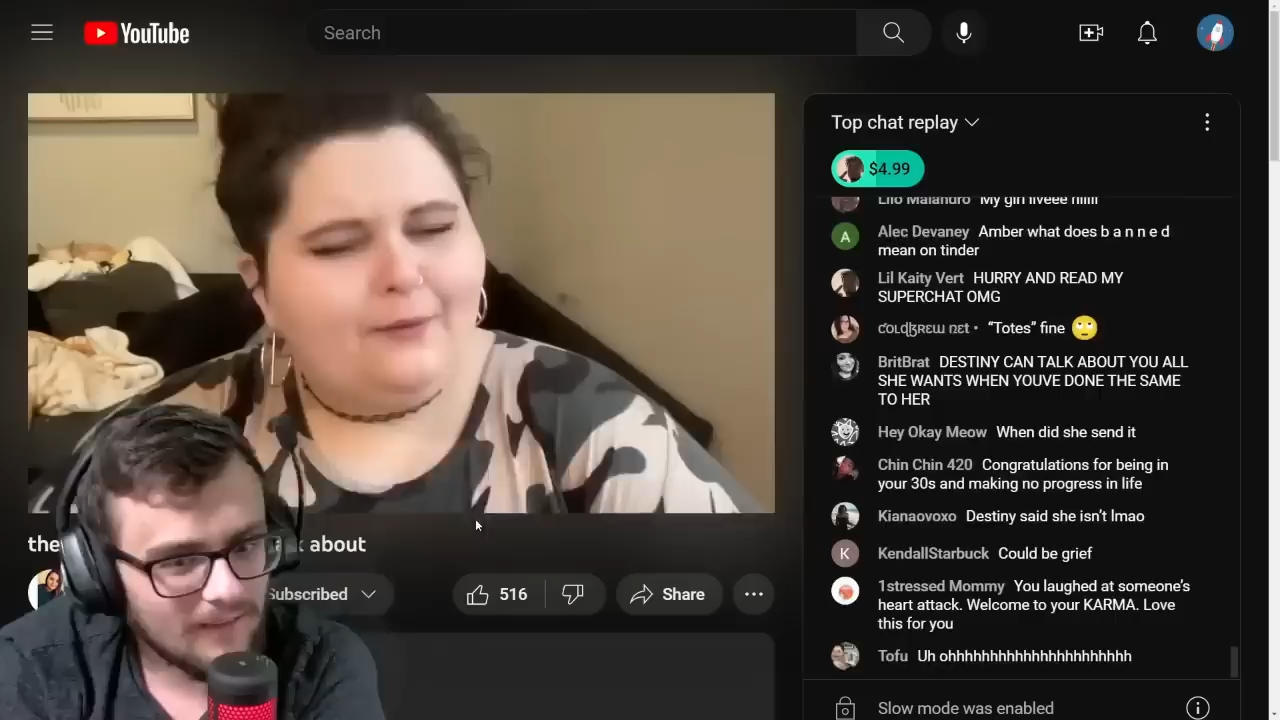 YouTube
Search
Top chat replay
$4.99
Lilo Malandro My girl liveee hiiiii
A
Alec Devaney Amber what does b a n n e d
mean on tinder
Lil Kaity Vert HURRY AND READ MY
SUPERCHAT OMG
“Totes” fine 🙄
BritBrat DESTINY CAN TALK ABOUT YOU ALL
SHE WANTS WHEN YOUVE DONE THE SAME
TO HER
Hey Okay Meow When did she send it
Chin Chin 420 Congratulations for being in
your 30s and making no progress in life
Kianaovoxo Destiny said she isn’t lmao
K
KendallStarbuck Could be grief
1stressed Mommy You laughed at someone’s
heart attack. Welcome to your KARMA. Love
this for you
Tofu Uh ohhhhhhhhhhhhhhhhhhhhhh
Slow mode was enabled
the about
Subscribed
516
Share